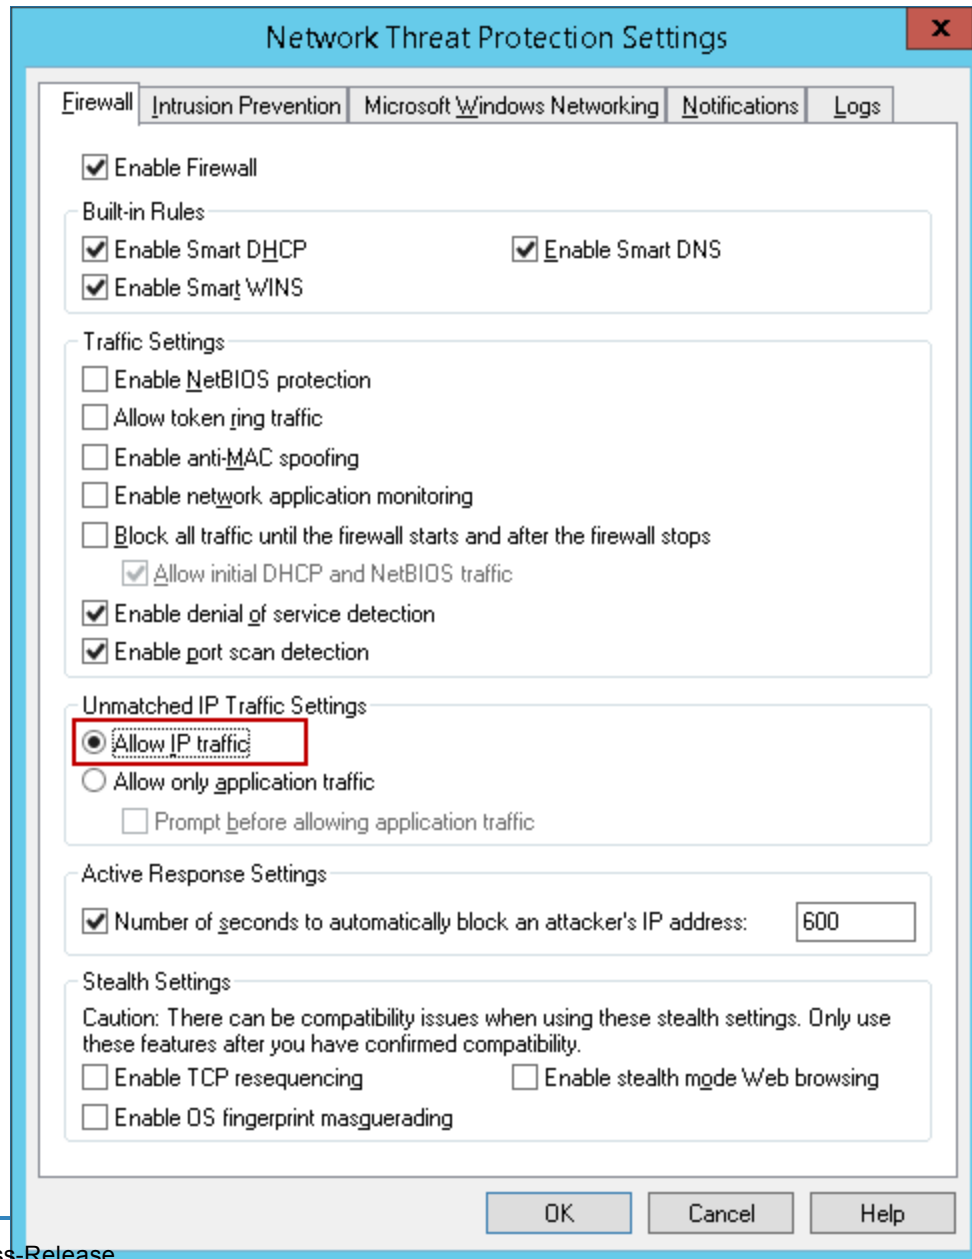 Network Threat Protection Settings
x
Firewall Intrusion Prevention Microsoft Windows Networking Notifications Logs
Enable Firewall
Built-in Rules
Enable Smart DHCP Enable Smart DNS
Enable Smart WINS
Traffic Settings
Enable NetBIOS protection
Allow token ring traffic
Enable anti-MAC spoofing
Enable network application monitoring
Block all traffic until the firewall starts and after the firewall stops
Allow initial DHCP and NetBIOS traffic
Enable denial of service detection
Enable port scan detection
Unmatched IP Traffic Settings
Allow IP traffic
Allow only application traffic
Prompt before allowing application traffic
Active Response Settings
Number of seconds to automatically block an attacker's IP address: 600
Stealth Settings
Caution: There can be compatibility issues when using these stealth settings. Only use
these features after you have confirmed compatibility.
Enable TCP resequencing Enable stealth mode Web browsing
Enable OS fingerprint masguerading
OK Cancel Help
ss-Release